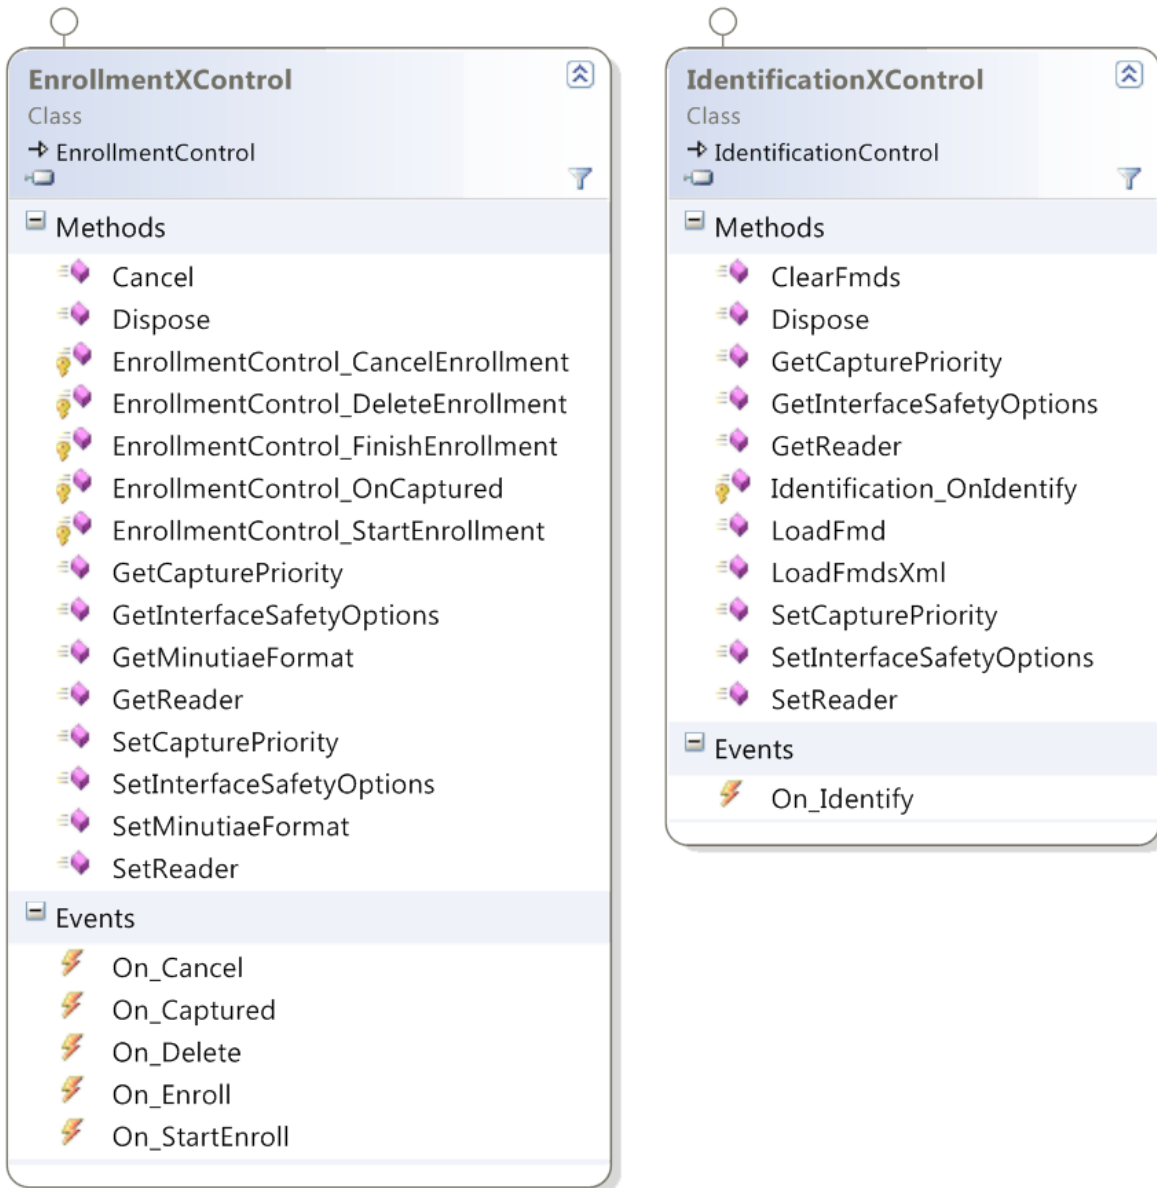 EnrollmentXControl
Class
EnrollmentControl
Methods
Cancel
Dispose
EnrollmentControl_CancelEnrollment
EnrollmentControl_DeleteEnrollment
EnrollmentControl_FinishEnrollment
EnrollmentControl_OnCaptured
EnrollmentControl_StartEnrollment
GetCapturePriority
GetInterfaceSafetyOptions
GetMinutiaeFormat
GetReader
SetCapturePriority
SetInterfaceSafetyOptions
SetMinutiaeFormat
SetReader
Events
On_Cancel
On_Captured
On_Delete
On_Enroll
On_StartEnroll
IdentificationXControl
Class
IdentificationControl
Methods
ClearFmds
Dispose
GetCapturePriority
GetInterfaceSafetyOptions
GetReader
Identification_OnIdentify
LoadFmd
LoadFmdsXml
SetCapturePriority
SetInterfaceSafetyOptions
SetReader
Events
On_Identify